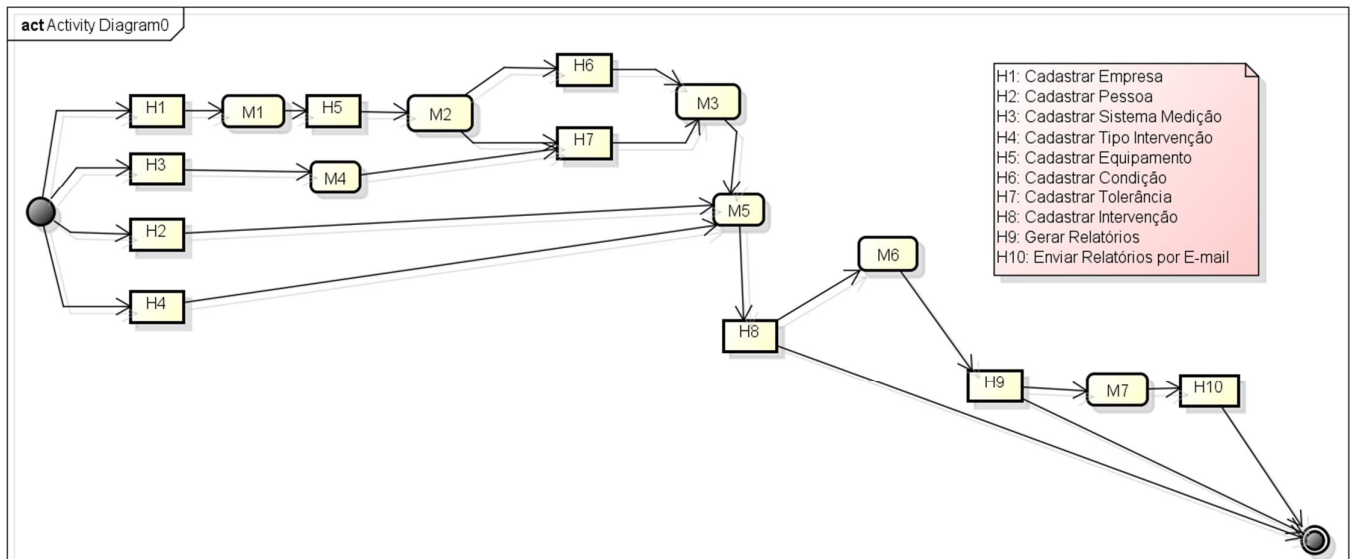 act Activity Diagram0
H1
M1
H5
M2
H6
H7
M3
H3
M4
H2
H4
M5
H8
M6
H9
M7
H10
H1: Cadastrar Empresa
H2: Cadastrar Pessoa
H3: Cadastrar Sistema Medição
H4: Cadastrar Tipo Intervenção
H5: Cadastrar Equipamento
H6: Cadastrar Condição
H7: Cadastrar Tolerância
H8: Cadastrar Intervenção
H9: Gerar Relatórios
H10: Enviar Relatórios por E-mail